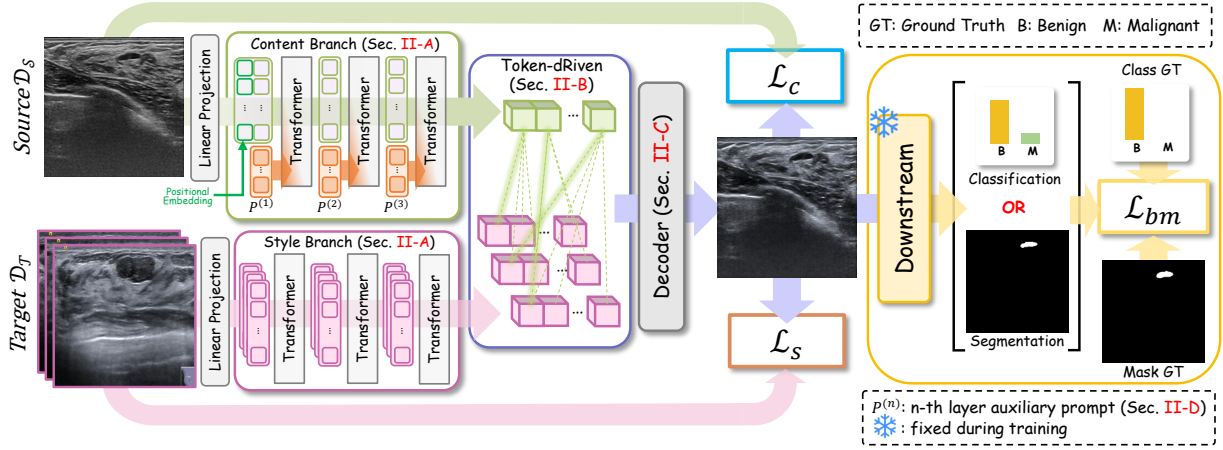 Source 𝒟_S
Linear Projection
Content Branch (Sec. II-A)
...
...
...
...
Transformer
Transformer
Transformer
...
...
...
Positional
Embedding
P^(1)
P^(2)
P^(3)
Target 𝒟_T
Linear Projection
Style Branch (Sec. II-A)
...
...
...
Transformer
Transformer
Transformer
Token-dRiven
(Sec. II-B)
...
...
...
...
Decoder (Sec. II-C)
ℒ_c
ℒ_s
GT: Ground Truth B: Benign M: Malignant
Downstream
B M
Classification
OR
Segmentation
Class GT
B M
ℒ_bm
Mask GT
P^(n): n-th layer auxiliary prompt (Sec. II-D)
: fixed during training